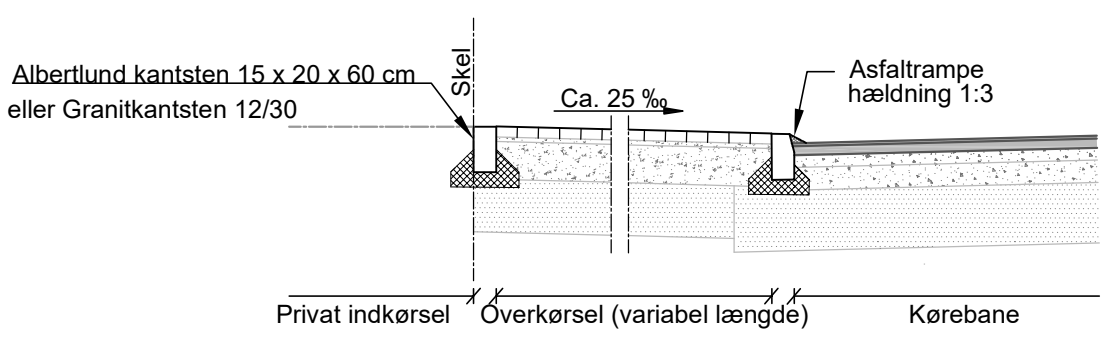 Albertlund kantsten 15 x 20 x 60 cm
eller Granitkantsten 12/30
Skel
Ca. 25 ‰
Asfaltrampe
hældning 1:3
Privat indkørsel
Overkørsel (variabel længde)
Kørebane